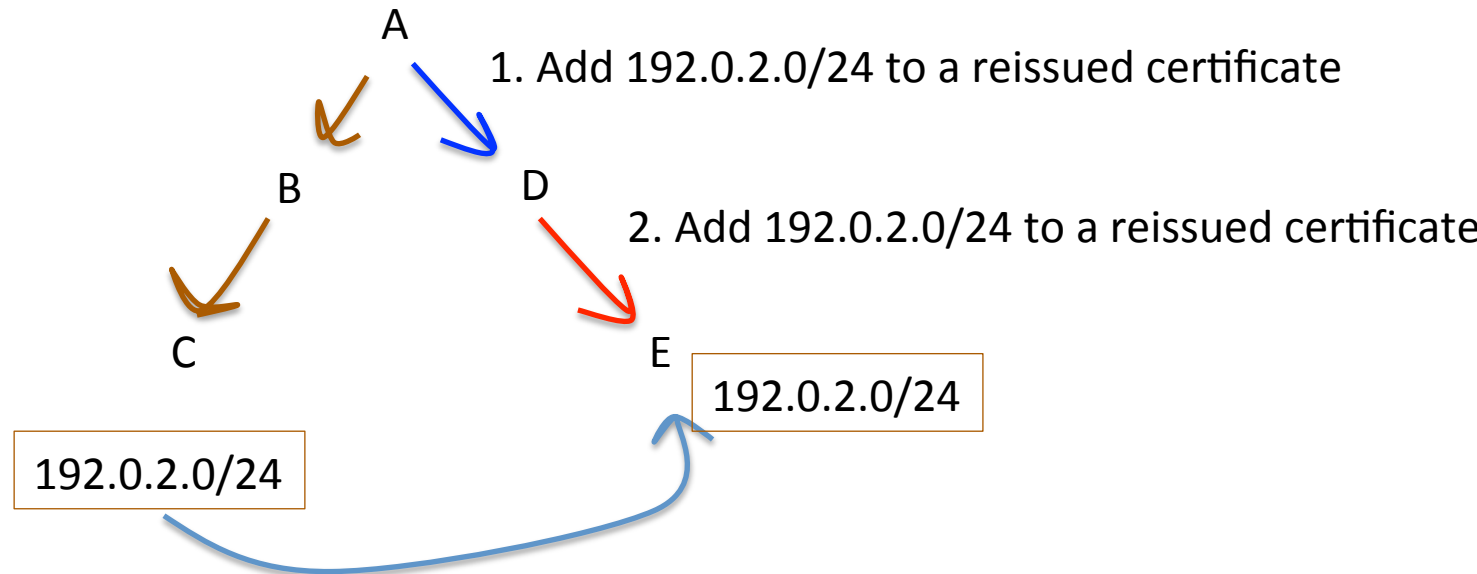 A
1. Add 192.0.2.0/24 to a reissued certificate
B
D
2. Add 192.0.2.0/24 to a reissued certificate
C
E
192.0.2.0/24
192.0.2.0/24